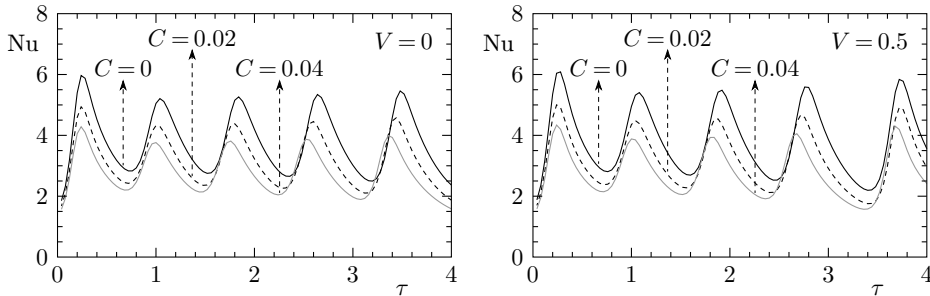 8
Nu
6
4
2
0
C = 0.02
V = 0
C = 0
C = 0.04
0 1 2 3 4
τ
8
Nu
6
4
2
0
C = 0.02
V = 0.5
C = 0
C = 0.04
0 1 2 3 4
τ